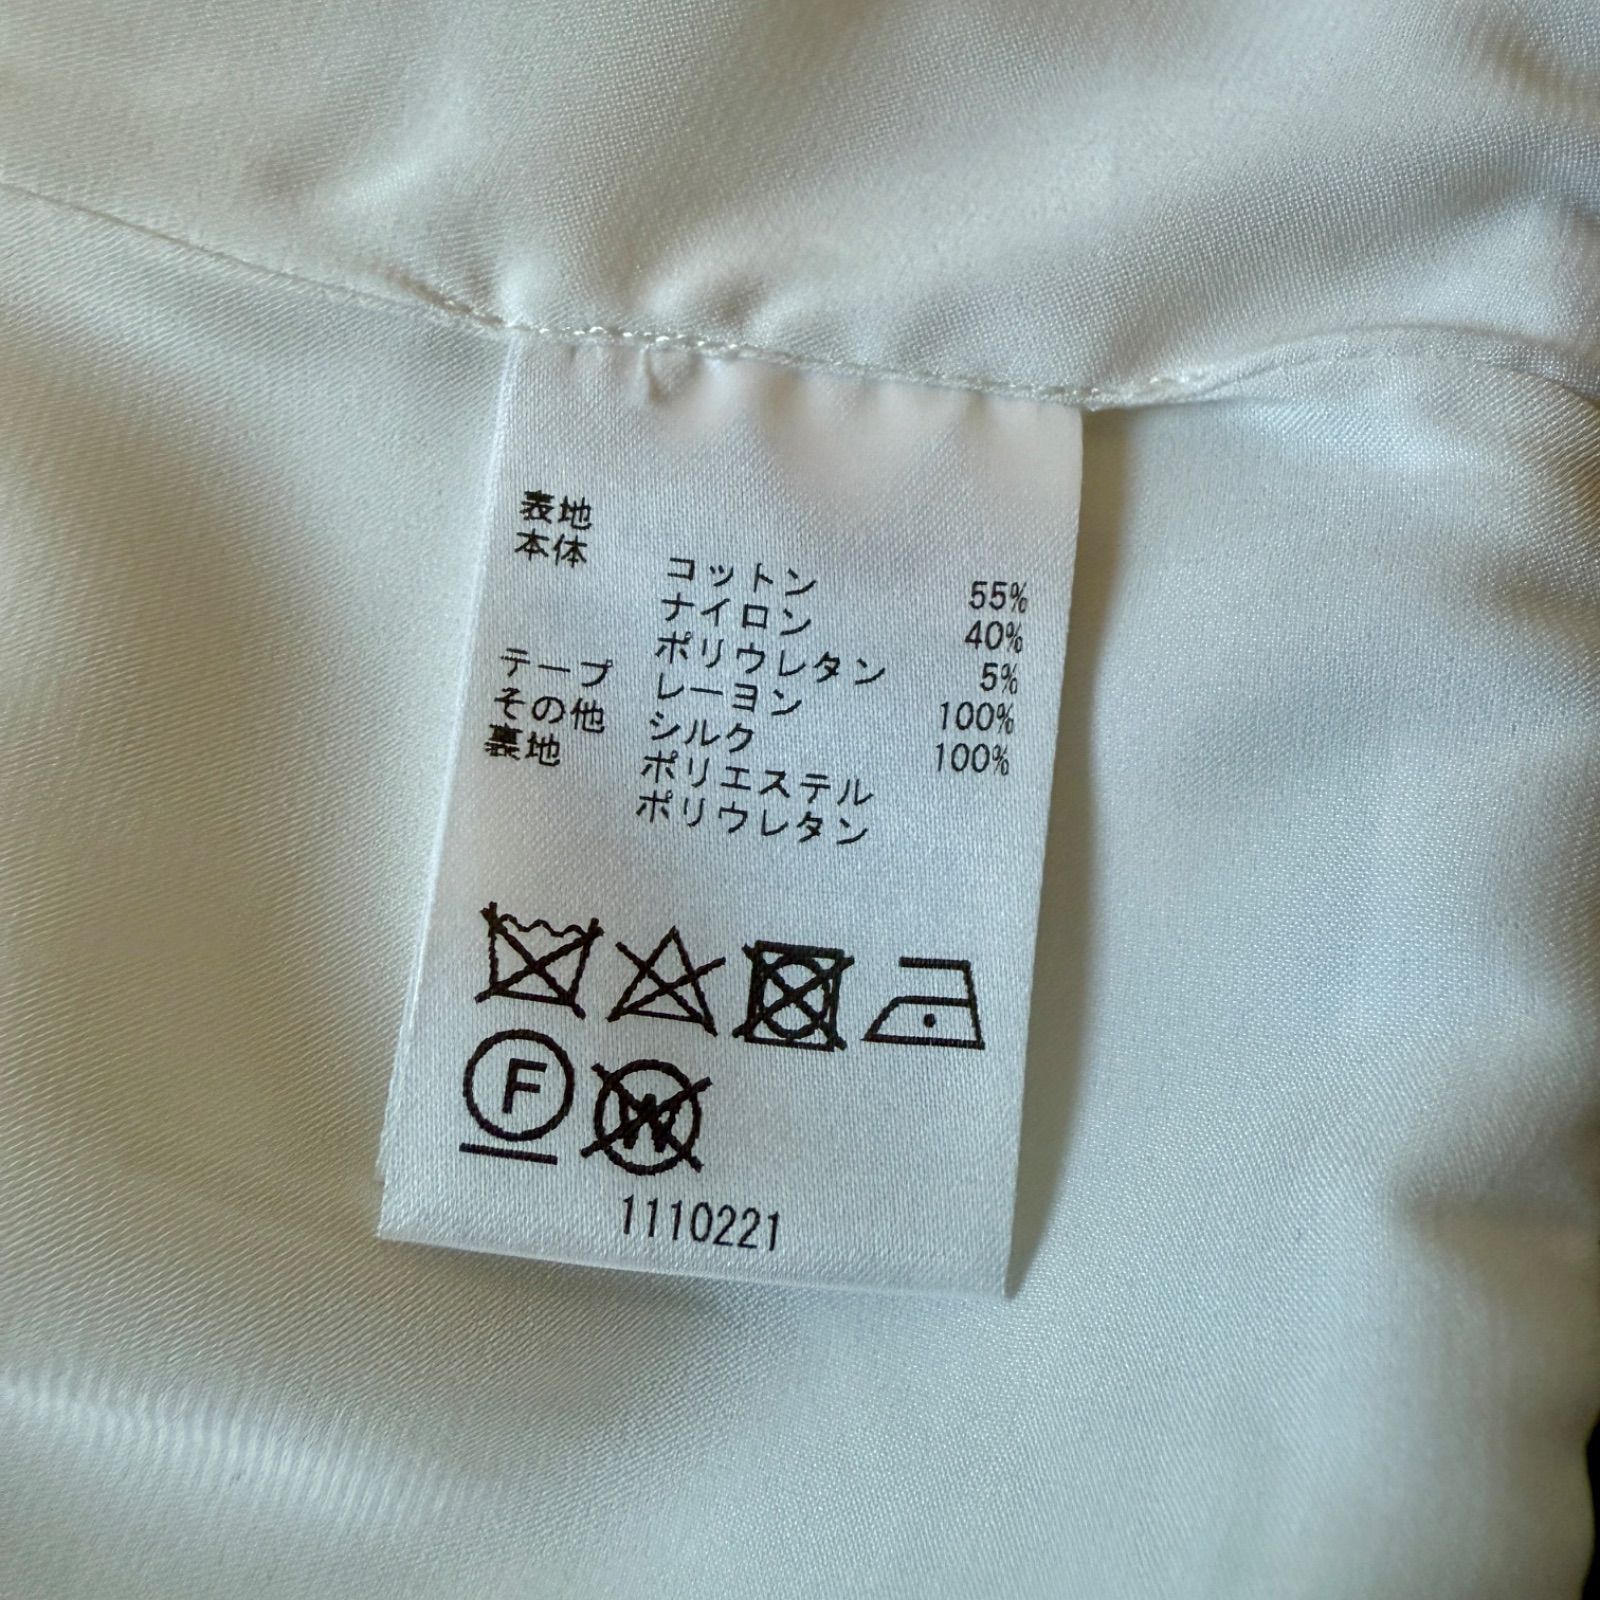 表地
本体 コットン 55%
ナイロン 40%
ポリウレタン 5%
テープ レーヨン 100%
その他 シルク 100%
裏地 ポリエステル
ポリウレタン
F
W
1110221